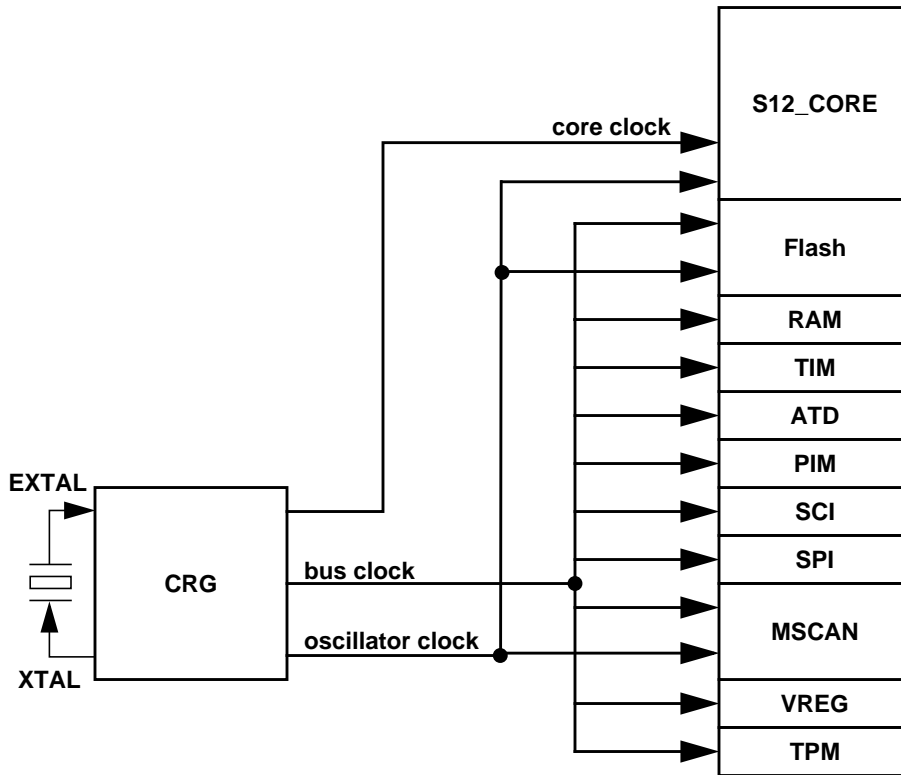 S12_CORE
core clock
Flash
RAM
TIM
ATD
PIM
EXTAL
SCI
bus clock
SPI
CRG
MSCAN
oscillator clock
XTAL
VREG
TPM